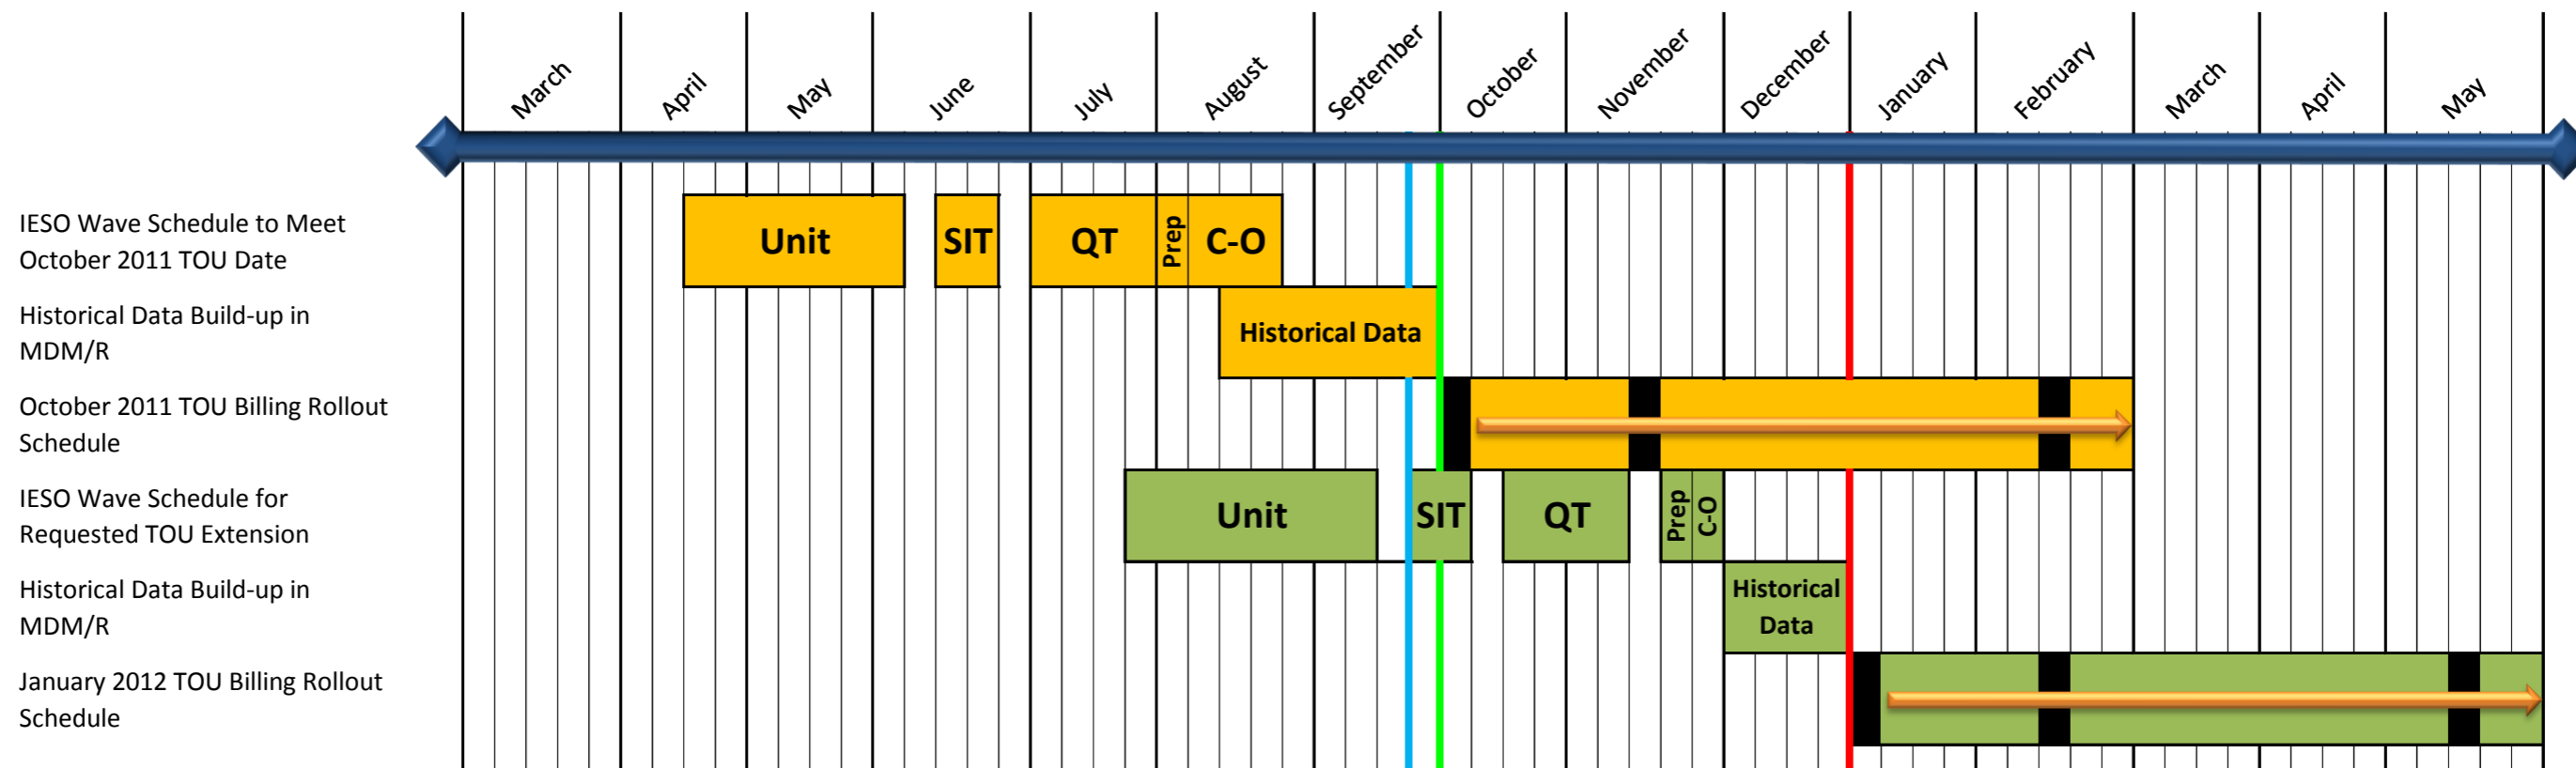 March
April
May
June
July
August
September
October
November
December
January
February
March
April
May
IESO Wave Schedule to Meet
October 2011 TOU Date
Unit
SIT
QT
Prep
C-O
Historical Data Build-up in
MDM/R
Historical Data
October 2011 TOU Billing Rollout
Schedule
IESO Wave Schedule for
Requested TOU Extension
Unit
SIT
QT
Prep
C-O
Historical Data Build-up in
MDM/R
Historical
Data
January 2012 TOU Billing Rollout
Schedule